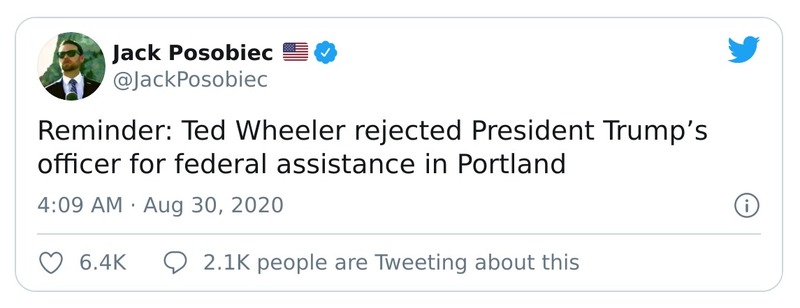 Jack Posobiec 🇺🇸
@JackPosobiec
Reminder: Ted Wheeler rejected President Trump’s
officer for federal assistance in Portland
4:09 AM · Aug 30, 2020
6.4K 2.1K people are Tweeting about this